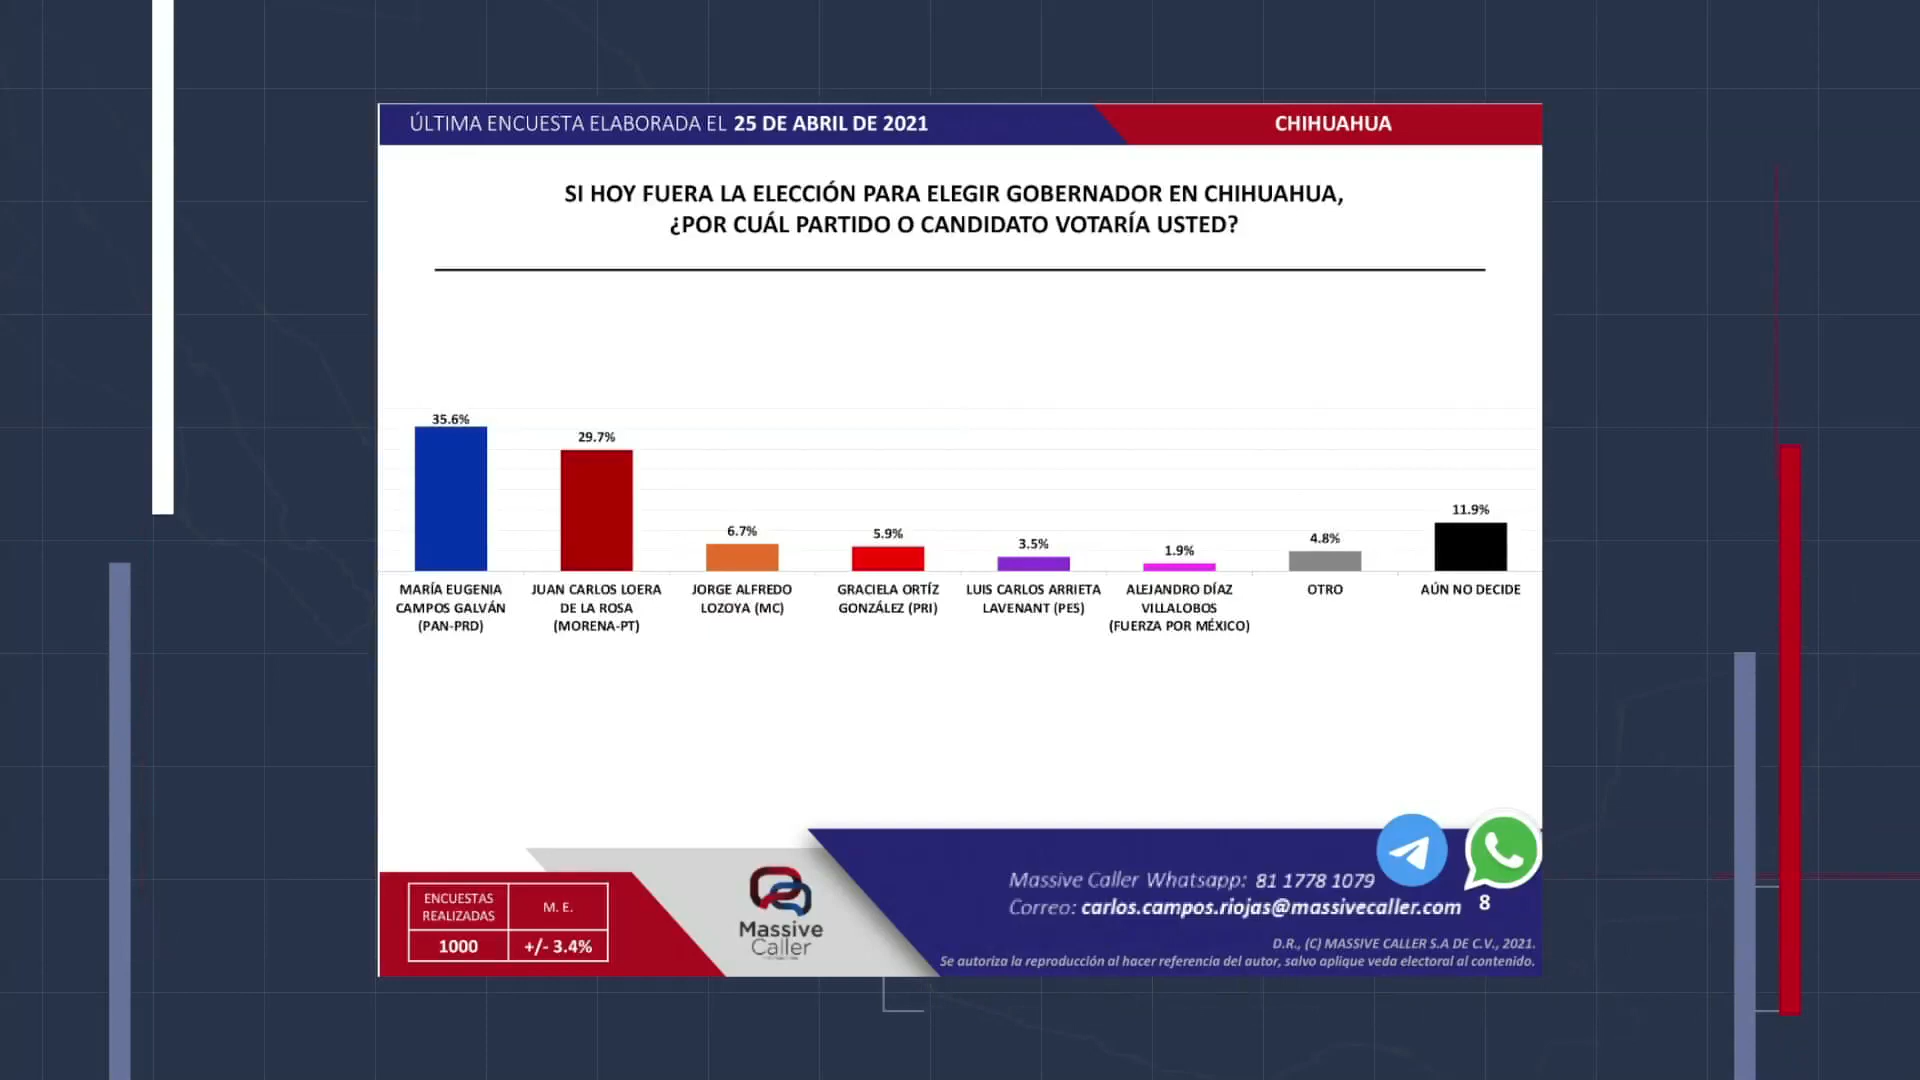 ÚLTIMA ENCUESTA ELABORADA EL 25 DE ABRIL DE 2021
CHIHUAHUA
SI HOY FUERA LA ELECCIÓN PARA ELEGIR GOBERNADOR EN CHIHUAHUA,
¿POR CUÁL PARTIDO O CANDIDATO VOTARÍA USTED?
35.6%
29.7%
6.7%
5.9%
3.5%
1.9%
4.8%
11.9%
MARÍA EUGENIA
CAMPOS GALVÁN
(PAN-PRD)
JUAN CARLOS LOERA
DE LA ROSA
(MORENA-PT)
JORGE ALFREDO
LOZOYA (MC)
GRACIELA ORTÍZ
GONZÁLEZ (PRI)
LUIS CARLOS ARRIETA
LAVENANT (PES)
ALEJANDRO DÍAZ
VILLALOBOS
(FUERZA POR MÉXICO)
OTRO
AÚN NO DECIDE
ENCUESTAS
REALIZADAS
M. E.
1000
+/- 3.4%
Massive
Caller
Massive Caller Whatsapp: 81 1778 1079
Correo: carlos.campos.riojas@massivecaller.com
8
D.R., (C) MASSIVE CALLER S.A DE C.V., 2021.
Se autoriza la reproducción al hacer referencia del autor, salvo aplique veda electoral al contenido.